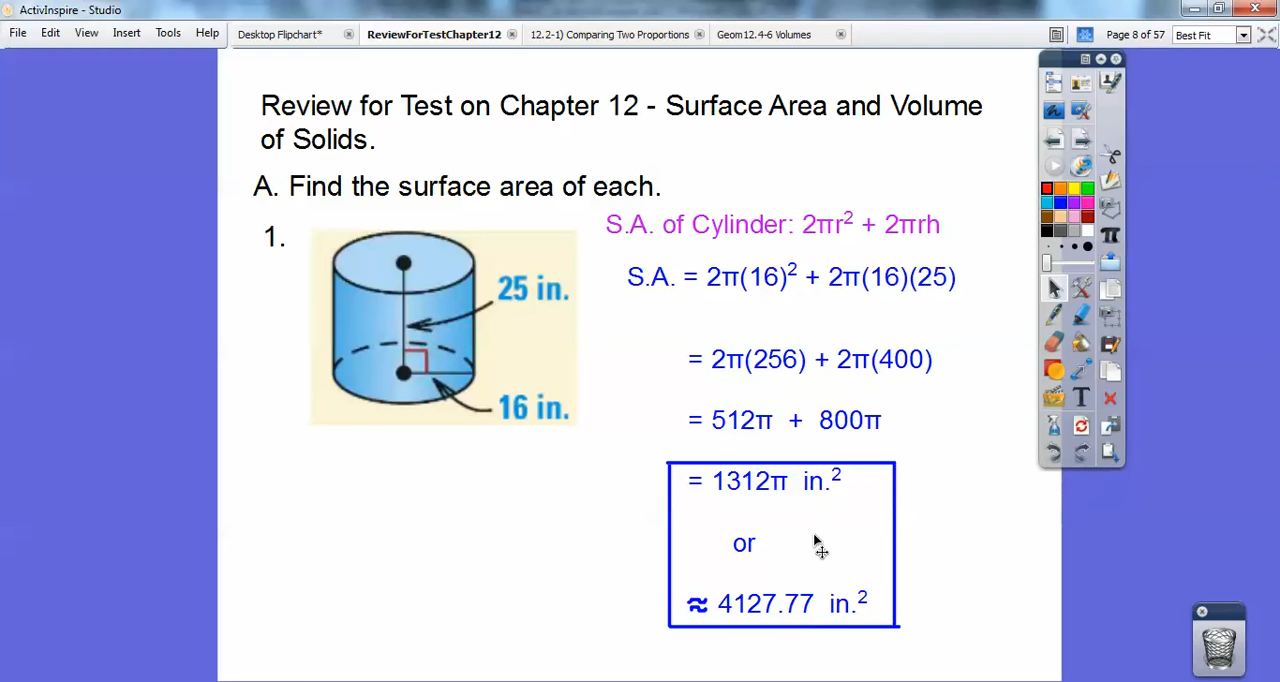 ActivInspire - Studio
File Edit View Insert Tools Help
Desktop Flipchart* ReviewForTestChapter12 12.2-1) Comparing Two Proportions Geom12.4-6 Volumes
Page 8 of 57 Best Fit
Review for Test on Chapter 12 - Surface Area and Volume
of Solids.
A. Find the surface area of each.
1.
25 in.
16 in.
S.A. of Cylinder: 2πr² + 2πrh
S.A. = 2π(16)² + 2π(16)(25)
= 2π(256) + 2π(400)
= 512π + 800π
= 1312π in.²
or
≈ 4127.77 in.²